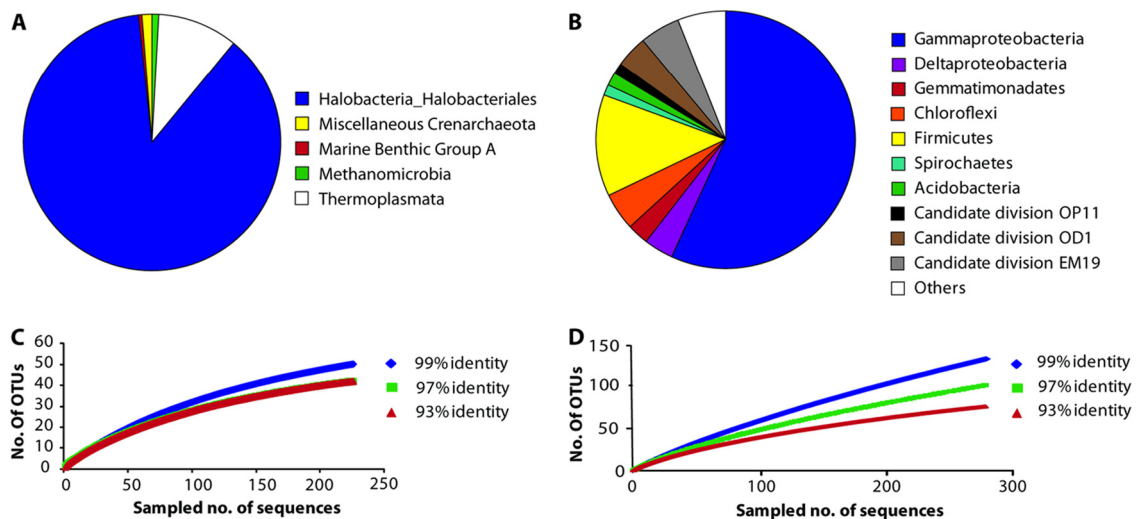 A
Halobacteria_Halobacteriales
Miscellaneous Crenarchaeota
Marine Benthic Group A
Methanomicrobia
Thermoplasmata
B
Gammaproteobacteria
Deltaproteobacteria
Gemmatimonadates
Chloroflexi
Firmicutes
Spirochaetes
Acidobacteria
Candidate division OP11
Candidate division OD1
Candidate division EM19
Others
C
No. Of OTUs
60
50
40
30
20
10
0
0 50 100 150 200 250
Sampled no. of sequences
99% identity
97% identity
93% identity
D
No. Of OTUs
150
100
50
0
0 100 200 300
Sampled no. of sequences
99% identity
97% identity
93% identity